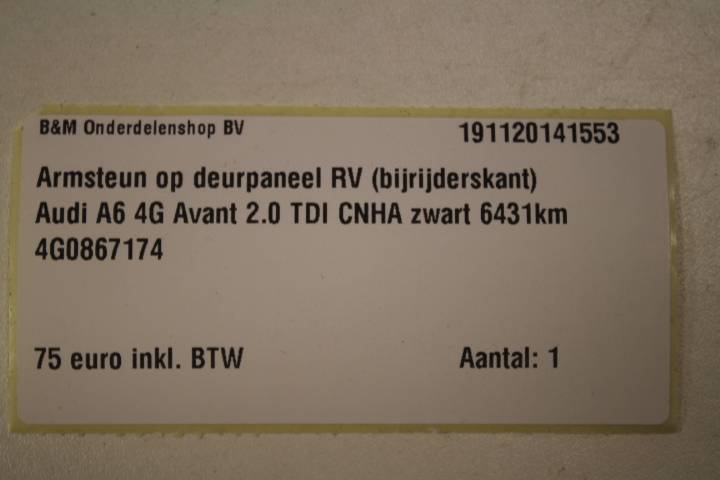 B&M Onderdelenshop BV 191120141553
Armsteun op deurpaneel RV (bijrijderskant)
Audi A6 4G Avant 2.0 TDI CNHA zwart 6431km
4G0867174
75 euro inkl. BTW Aantal: 1